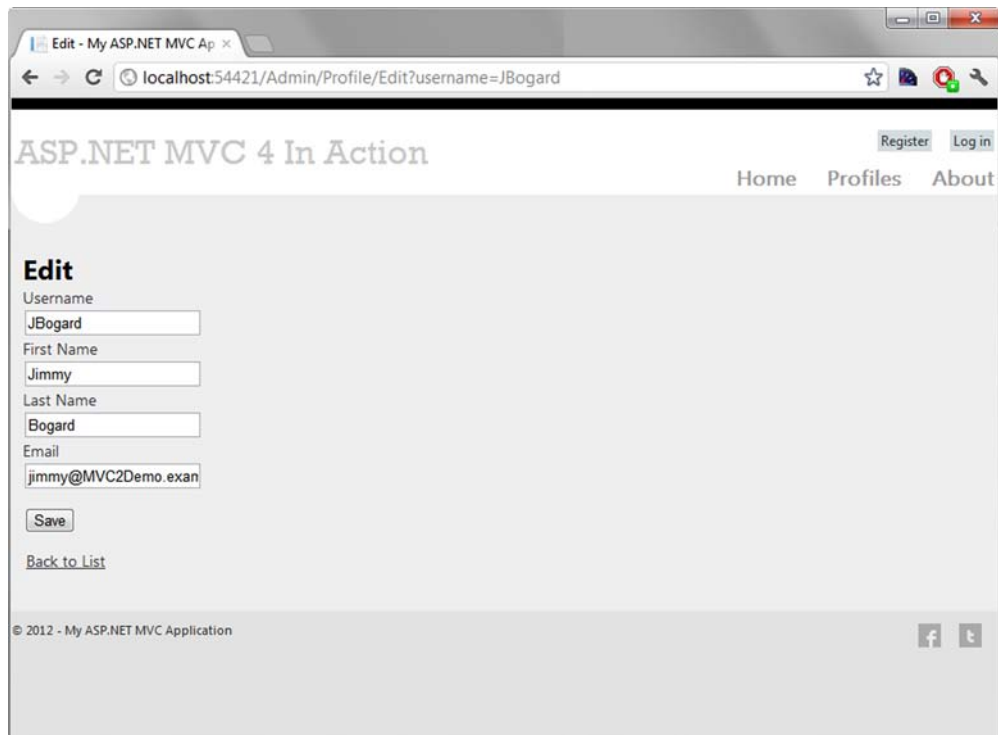 Edit - My ASP.NET MVC Ap
localhost:54421/Admin/Profile/Edit?username=JBogard
ASP.NET MVC 4 In Action
Register Log in
Home Profiles About
Edit
Username
JBogard
First Name
Jimmy
Last Name
Bogard
Email
jimmy@MVC2Demo.exan
Save
Back to List
© 2012 - My ASP.NET MVC Application